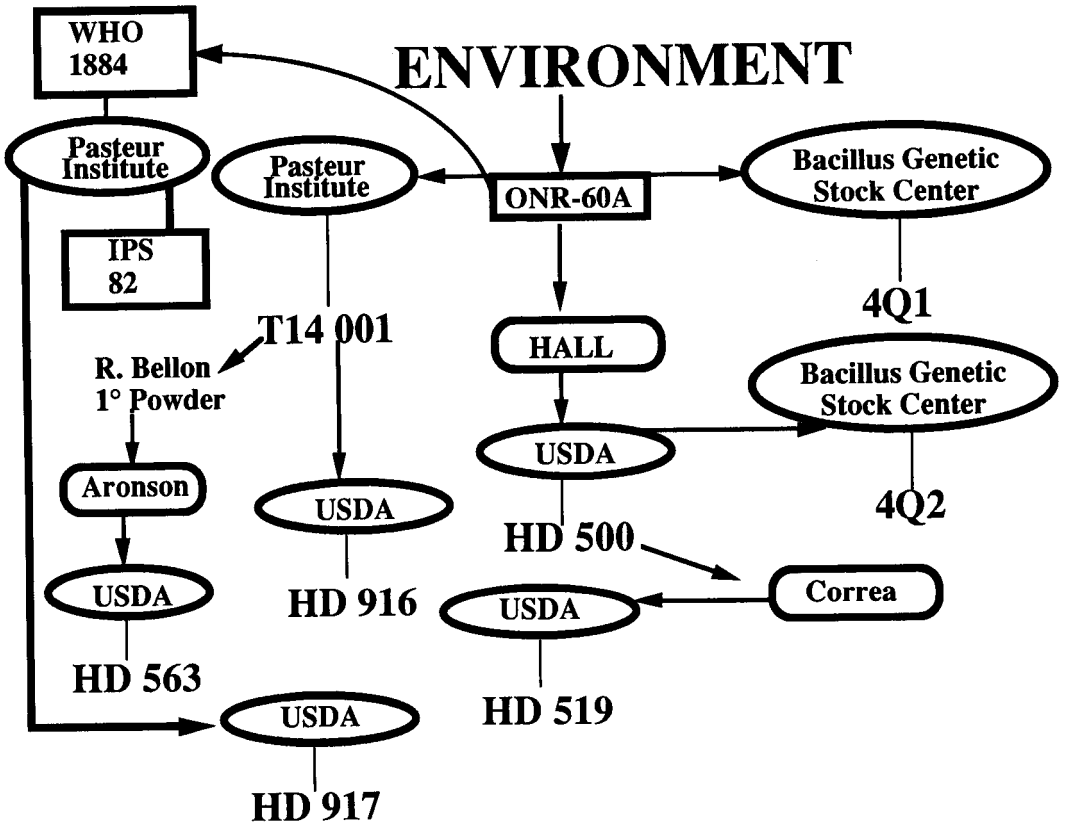 WHO
1884
ENVIRONMENT
Pasteur
Institute
Pasteur
Institute
ONR-60A
Bacillus Genetic
Stock Center
IPS
82
4Q1
T14 001
HALL
R. Bellon
1° Powder
Bacillus Genetic
Stock Center
USDA
Aronson
USDA
4Q2
HD 500
USDA
HD 916
USDA
Correa
HD 563
HD 519
USDA
HD 917